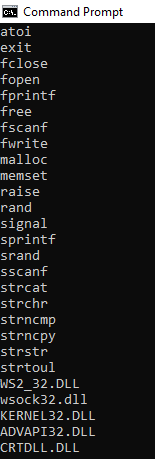 Command Prompt
atoi
exit
fclose
fopen
fprintf
free
fscanf
fwrite
malloc
memset
raise
rand
signal
sprintf
srand
sscanf
strcat
strchr
strncmp
strncpy
strstr
strtoul
WS2_32.DLL
wsock32.dll
KERNEL32.DLL
ADVAPI32.DLL
CRTDLL.DLL